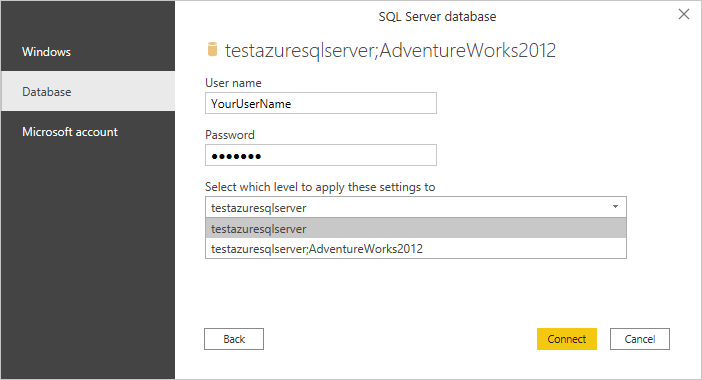 SQL Server database
Windows
Database
Microsoft account
testazuresqlserver;AdventureWorks2012
User name
YourUserName
Password
●●●●●●●
Select which level to apply these settings to
testazuresqlserver
testazuresqlserver
testazuresqlserver;AdventureWorks2012
Back
Connect
Cancel